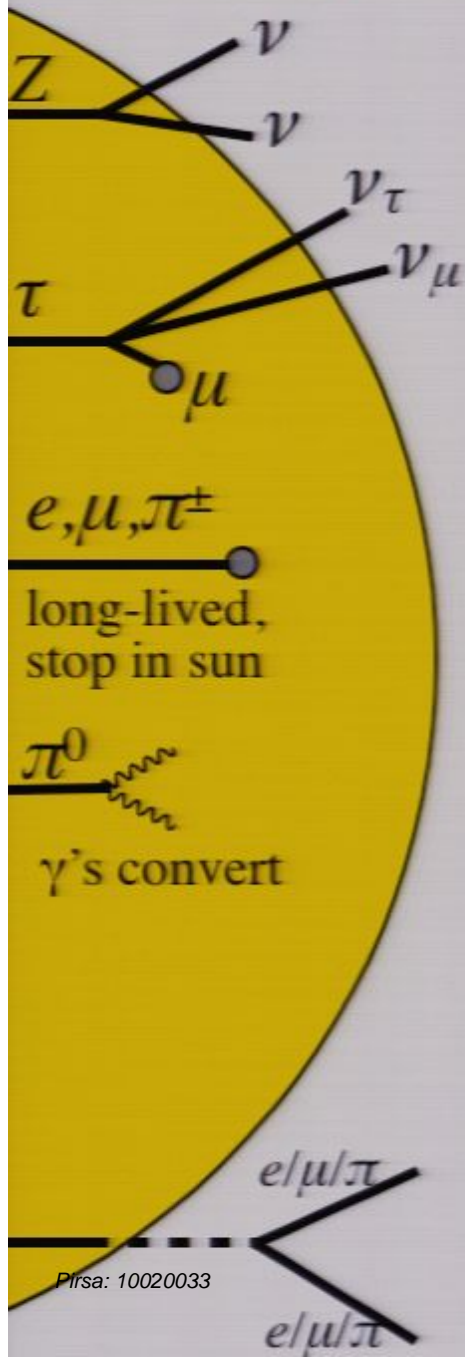 ν
Z
ν
ν_τ
ν_μ
τ
μ
e,μ,π±
long-lived,
stop in sun
π⁰
γ's convert
e/μ/π
Pirsa: 10020033
e/μ/π